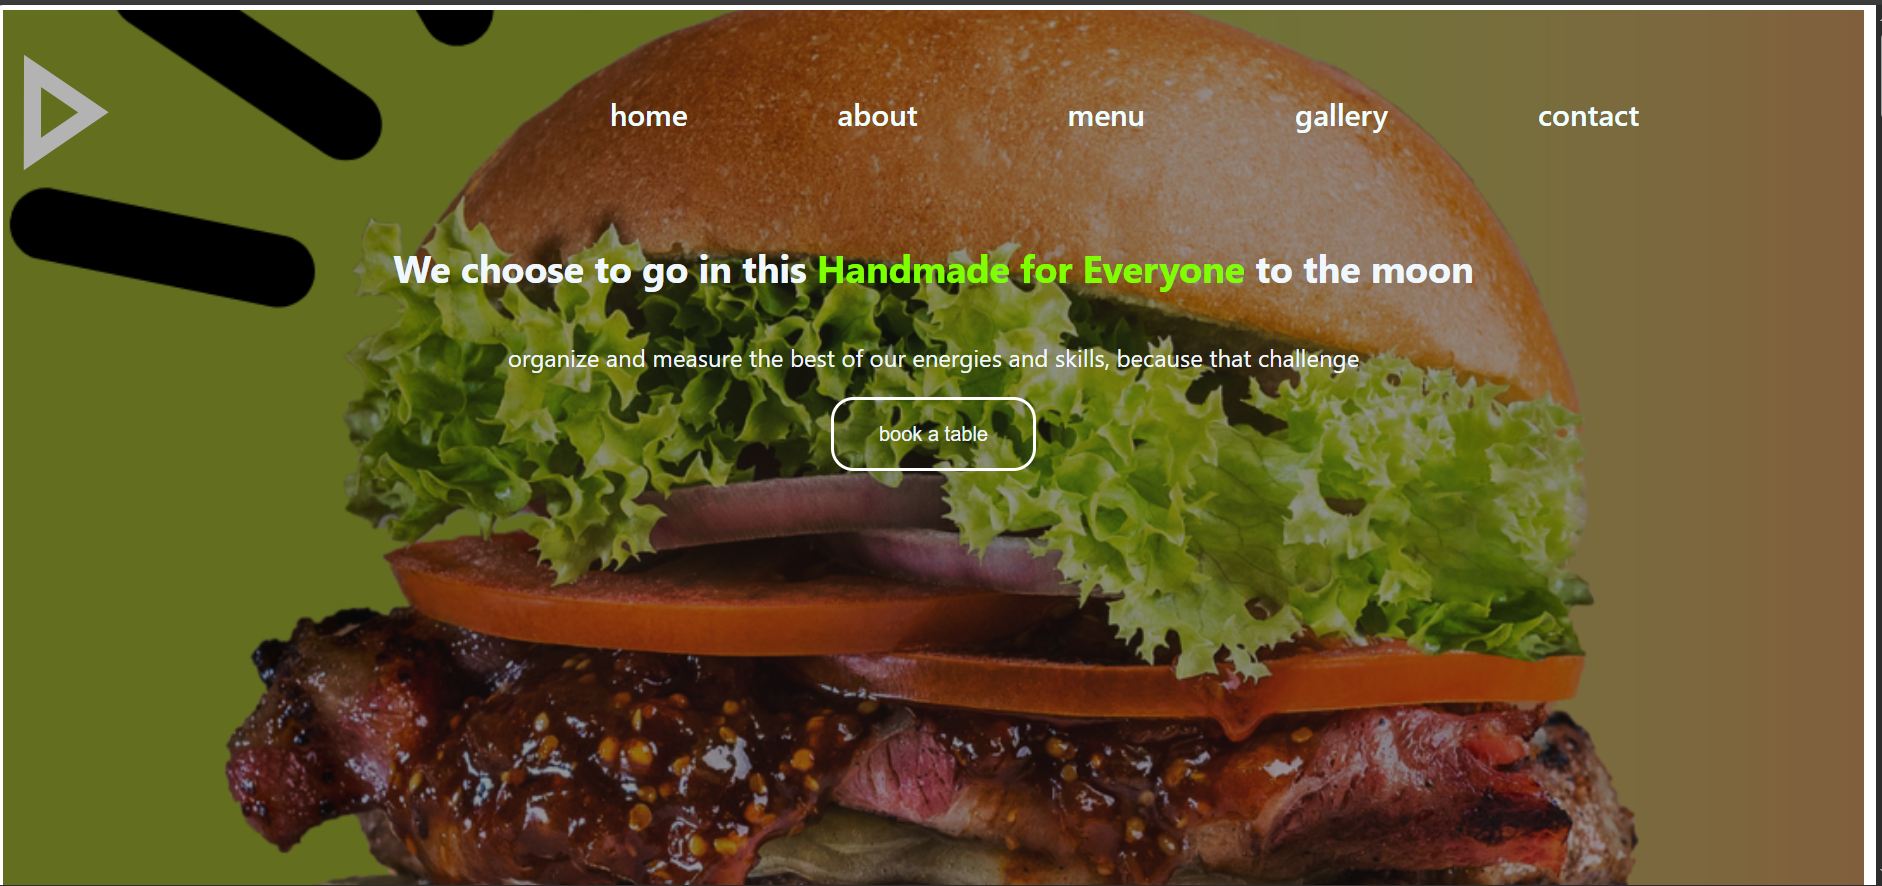 home about menu gallery contact
We choose to go in this Handmade for Everyone to the moon
organize and measure the best of our energies and skills, because that challenge
book a table